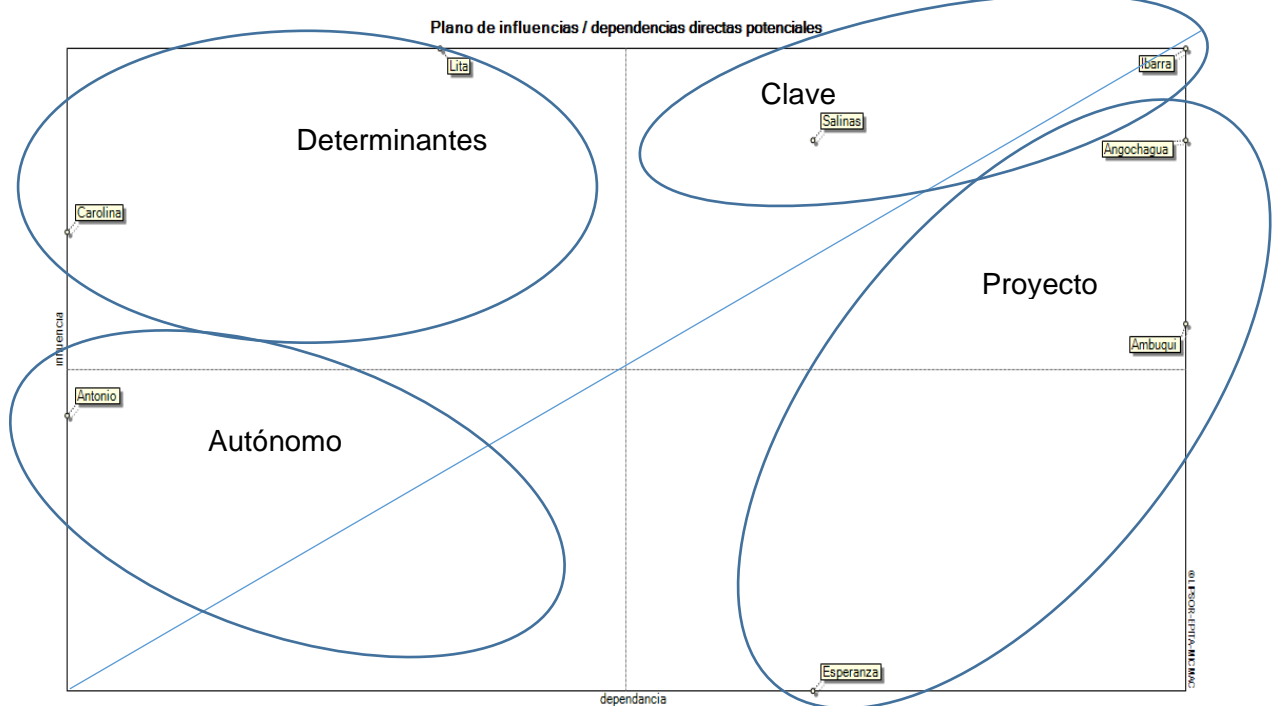 Plano de influencias / dependencias directas potenciales
Lita
Ibarra
Clave
Salinas
Determinantes
Angochagua
Carolina
Proyecto
influencia
Ambuqui
Antonio
Autónomo
Esperanza
dependancia
© LIPSOR-EPITA-MICMAC